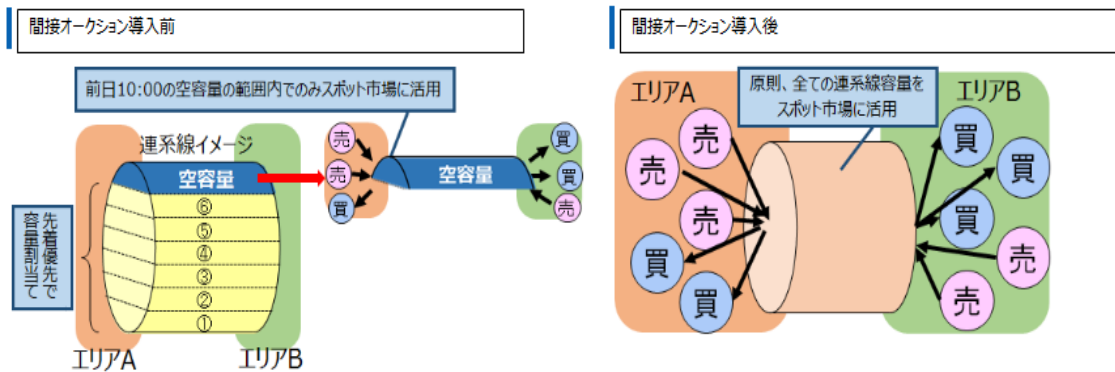 間接オークション導入前
前日10:00の空容量の範囲内でのみスポット市場に活用
連系線イメージ
空容量
⑥
⑤
④
③
②
①
先着優先で
容量割当て
エリアA
エリアB
売
売
買
空容量
買
買
売
間接オークション導入後
エリアA
原則、全ての連系線容量を
スポット市場に活用
エリアB
売
売
売
買
買
買
買
買
売
売